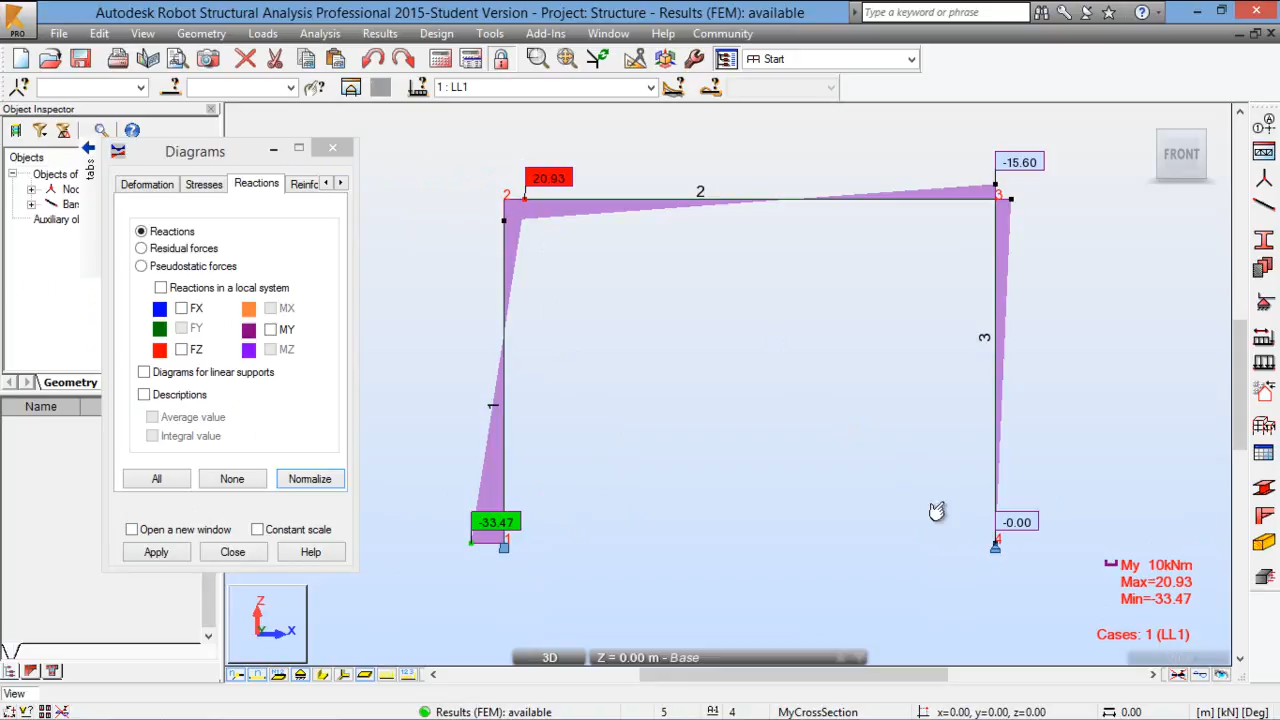 Autodesk Robot Structural Analysis Professional 2015-Student Version - Project: Structure - Results (FEM): available
Type a keyword or phrase
PRO
File Edit View Geometry Loads Analysis Results Design Tools Add-Ins Window Help Community
Start
1 : LL1
Object Inspector
Objects
Objects of
Noc
Bar
Auxiliary ol
tabs
Geometry
Name
Diagrams
Deformation Stresses Reactions Reinfc
Reactions
Residual forces
Pseudostatic forces
Reactions in a local system
FX MX
FY MY
FZ MZ
Diagrams for linear supports
Descriptions
Average value
Integral value
All None Normalize
Open a new window Constant scale
Apply Close Help
FRONT
-15.60
20.93
2 2 3
3
1
-33.47
1
-0.00
4
My 10kNm
Max=20.93
Min=-33.47
Cases: 1 (LL1)
Z
Y X
3D Z = 0.00 m - Base
View
Results (FEM): available 5 4 MyCrossSection x=0.00, y=0.00, z=0.00 0.00 [m] [kN] [Deg]